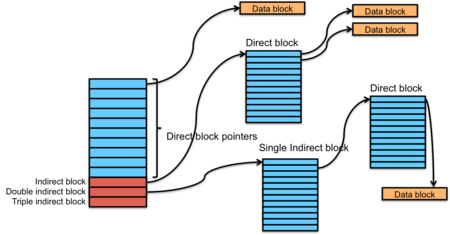 Data block
Data block
Data block
Direct block
Direct block
Direct block pointers
Single Indirect block
Indirect block
Double indirect block
Triple indirect block
Data block